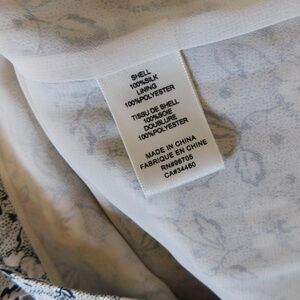 SHELL
100%SILK
LINING
100%POLYESTER
TISSU DE SHELL
100%SOIE
DOUBLURE
100%POLYESTER
MADE IN CHINA
FABRIQUE EN CHINE
RN#96705
CA#34460